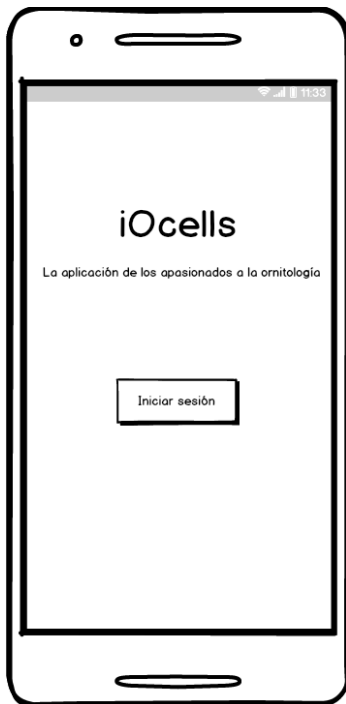 11:33
iOcells
La aplicación de los apasionados a la ornitología
Iniciar sesión